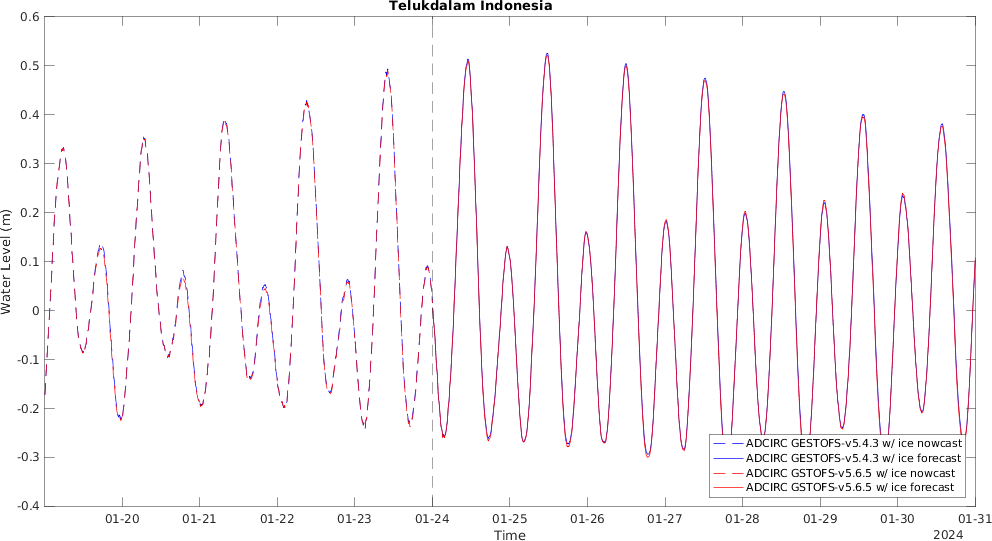 Telukdalam Indonesia
0.6
0.5
0.4
0.3
0.2
0.1
0
-0.1
-0.2
-0.3
-0.4
Water Level (m)
ADCIRC GESTOFS-v5.4.3 w/ ice nowcast
ADCIRC GESTOFS-v5.4.3 w/ ice forecast
ADCIRC GSTOFS-v5.6.5 w/ ice nowcast
ADCIRC GSTOFS-v5.6.5 w/ ice forecast
01-20 01-21 01-22 01-23 01-24 01-25 01-26 01-27 01-28 01-29 01-30 01-31
Time
2024